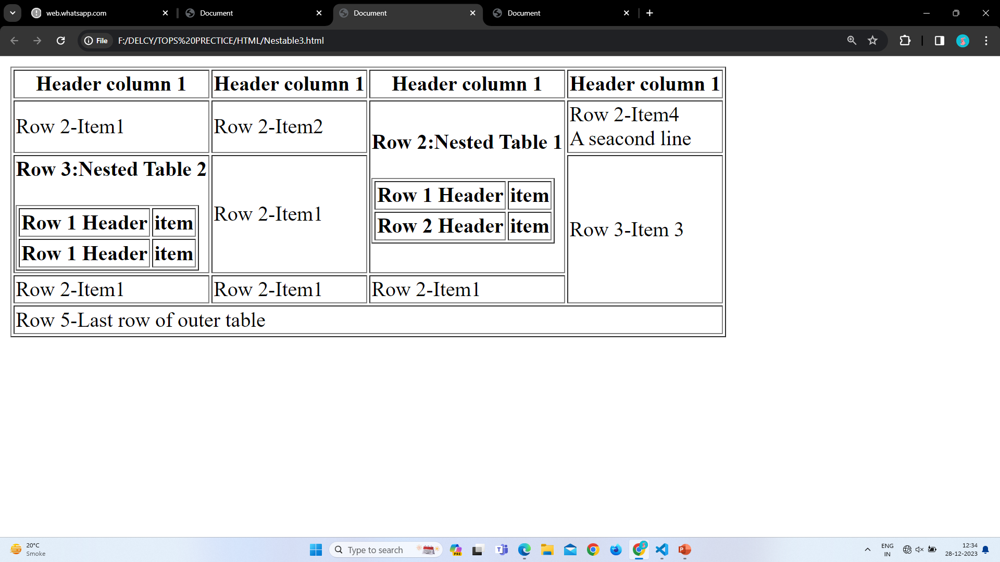 web.whatsapp.com
Document
Document
Document
File
F:/DELCY/TOPS%20PRECTICE/HTML/Nestable3.html
Header column 1
Header column 1
Header column 1
Header column 1
Row 2-Item1
Row 2-Item2
Row 2:Nested Table 1
Row 1 Header
item
Row 2 Header
item
Row 2-Item4
A seacond line
Row 3:Nested Table 2
Row 1 Header
item
Row 1 Header
item
Row 2-Item1
Row 3-Item 3
Row 2-Item1
Row 2-Item1
Row 2-Item1
Row 5-Last row of outer table
20°C
Smoke
Type to search
PRE
ENG
IN
12:34
28-12-2023